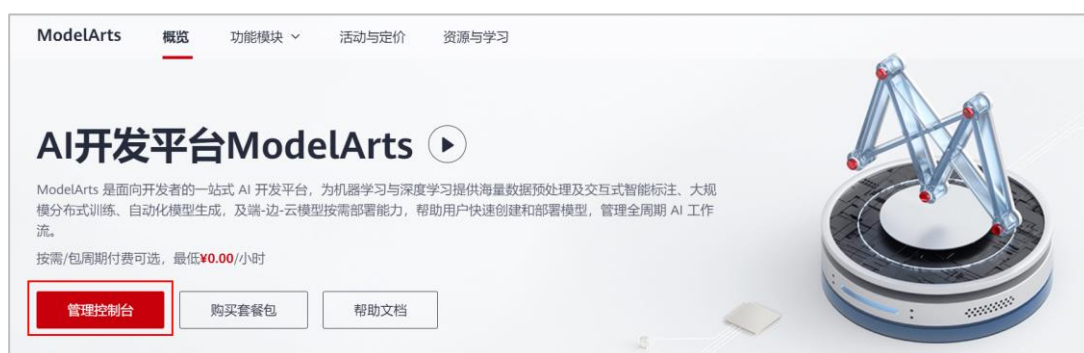 ModelArts 概览 功能模块 活动与定价 资源与学习
AI开发平台ModelArts
ModelArts 是面向开发者的一站式 AI 开发平台，为机器学习与深度学习提供海量数据预处理及交互式智能标注、大规
模分布式训练、自动化模型生成，及端-边-云模型按需部署能力，帮助用户快速创建和部署模型，管理全周期 AI 工作
流。
按需/包周期付费可选，最低¥0.00/小时
管理控制台 购买套餐包 帮助文档